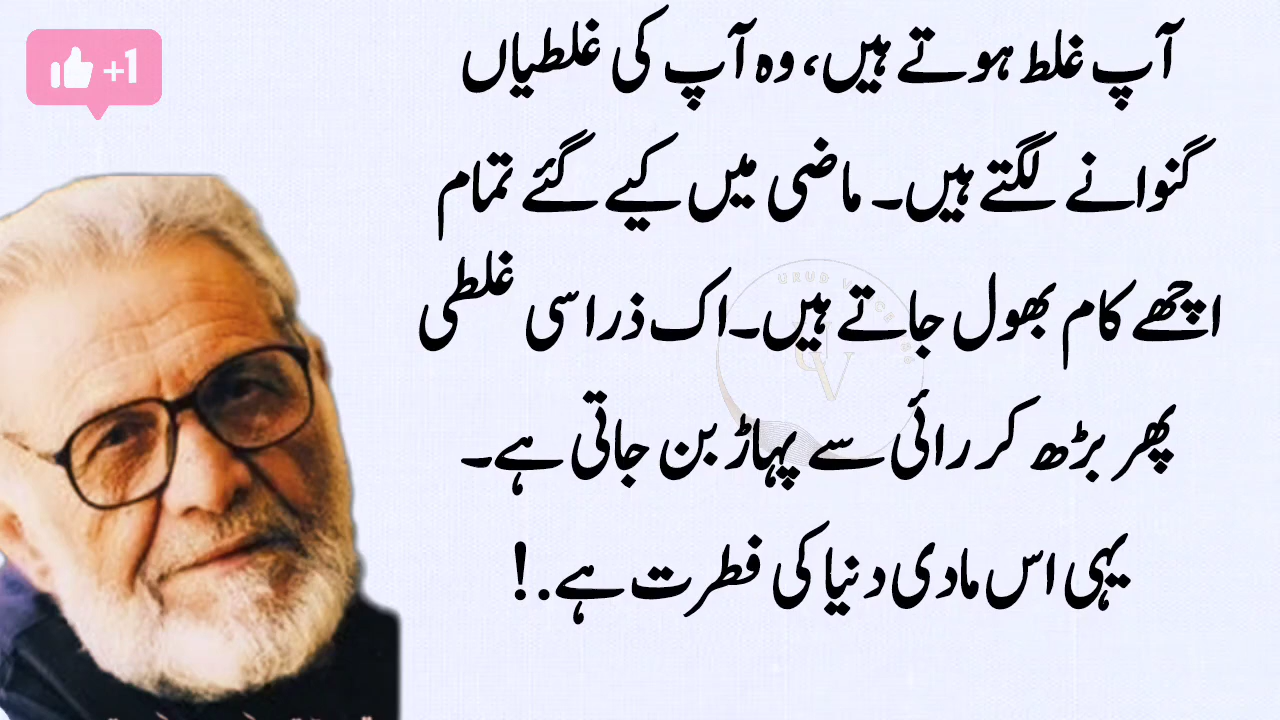 +1
آپ غلط ہوتے ہیں، وہ آپ کی غلطیاں
گنوانے لگتے ہیں۔ ماضی میں کیے گئے تمام
اچھے کام بھول جاتے ہیں۔اک ذرا سی غلطی
پھر بڑھ کر رائی سے پہاڑ بن جاتی ہے۔
یہی اس مادی دنیا کی فطرت ہے.!